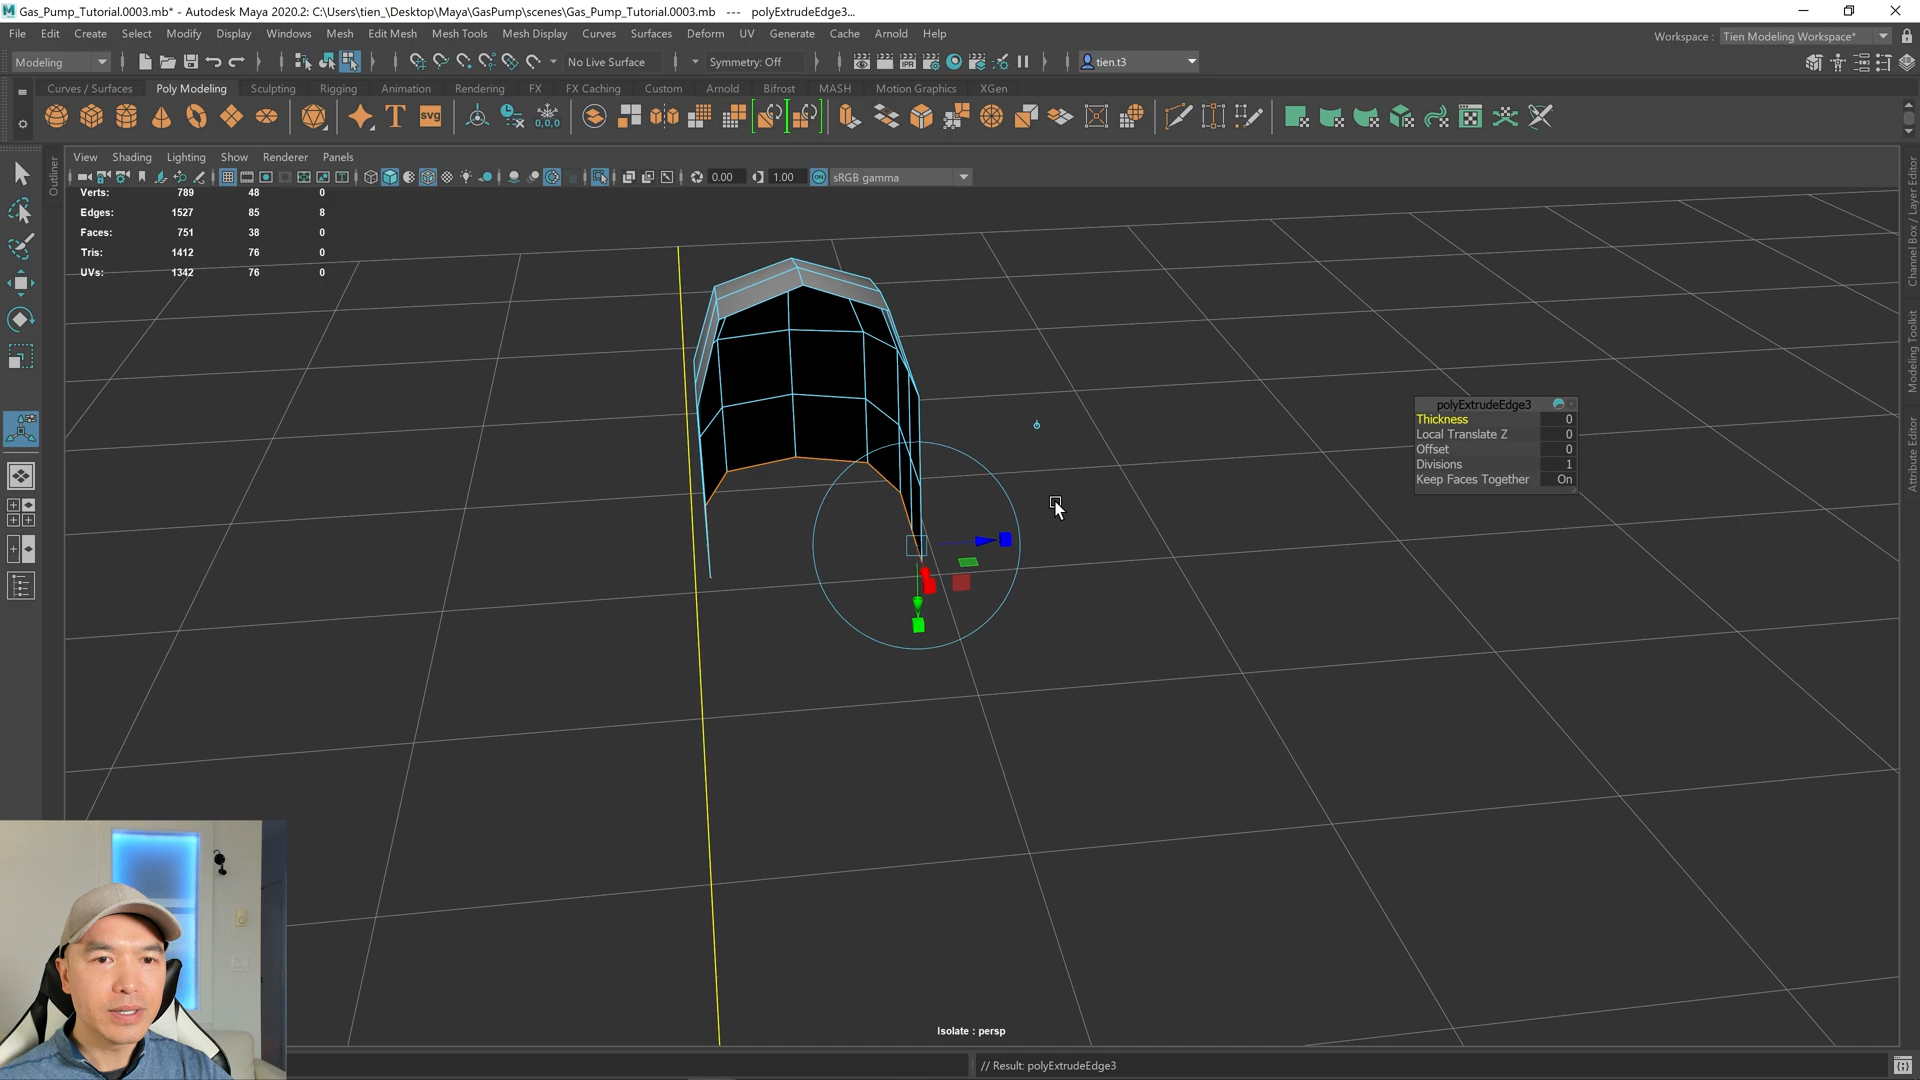 Gas_Pump_Tutorial.0003.mb* - Autodesk Maya 2020.2: C:\Users\tien_\Desktop\Maya\GasPump\scenes\Gas_Pump_Tutorial.0003.mb --- polyExtrudeEdge3...
File Edit Create Select Modify Display Windows Mesh Edit Mesh Mesh Tools Mesh Display Curves Surfaces Deform UV Generate Cache Arnold Help
Workspace : Tien Modeling Workspace*
Modeling No Live Surface Symmetry: Off tien.t3
Curves / Surfaces Poly Modeling Sculpting Rigging Animation Rendering FX FX Caching Custom Arnold Bifrost MASH Motion Graphics XGen
T svg 0,0,0
View Shading Lighting Show Renderer Panels
0.00 1.00 ON sRGB gamma
Outliner
Verts: 789 48 0
Edges: 1527 85 8
Faces: 751 38 0
Tris: 1412 76 0
UVs: 1342 76 0
polyExtrudeEdge3
Thickness 0
Local Translate Z 0
Offset 0
Divisions 1
Keep Faces Together On
Channel Box / Layer Editor
Modeling Toolkit
Attribute Editor
Isolate : persp
// Result: polyExtrudeEdge3